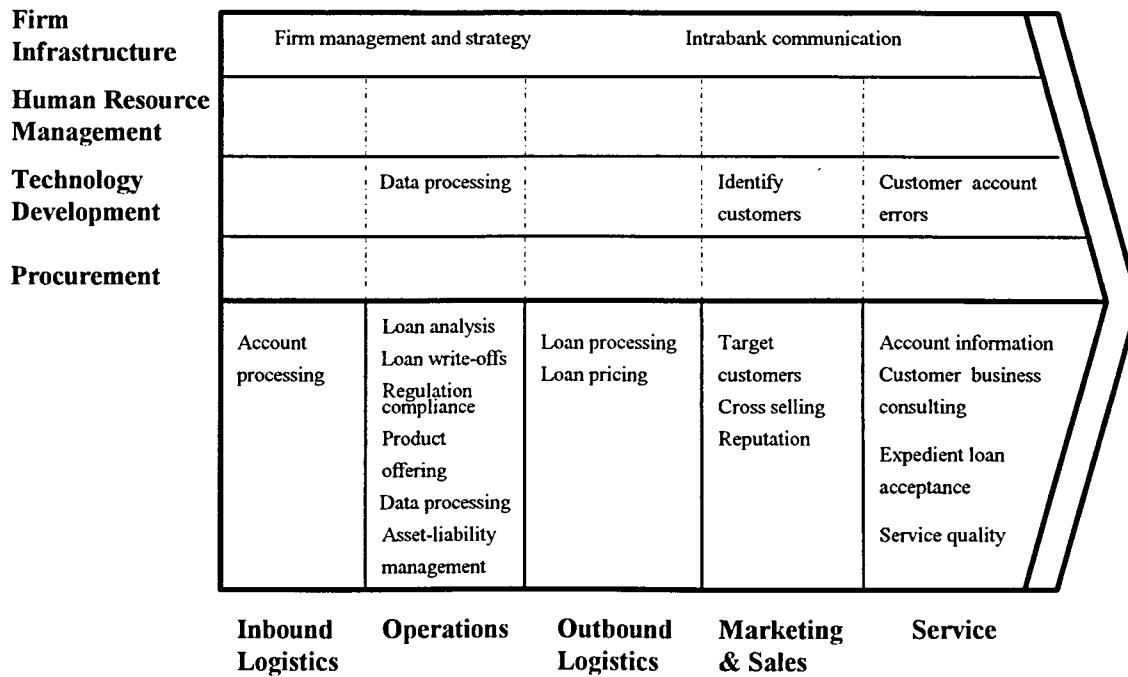 Firm
Infrastructure
Firm management and strategy
Intrabank communication
Human Resource
Management
Technology
Development
Data processing
Identify
customers
Customer account
errors
Procurement
Account
processing
Loan analysis
Loan write-offs
Regulation
compliance
Product
offering
Data processing
Asset-liability
management
Loan processing
Loan pricing
Target
customers
Cross selling
Reputation
Account information
Customer business
consulting
Expedient loan
acceptance
Service quality
Inbound
Logistics
Operations
Outbound
Logistics
Marketing
& Sales
Service